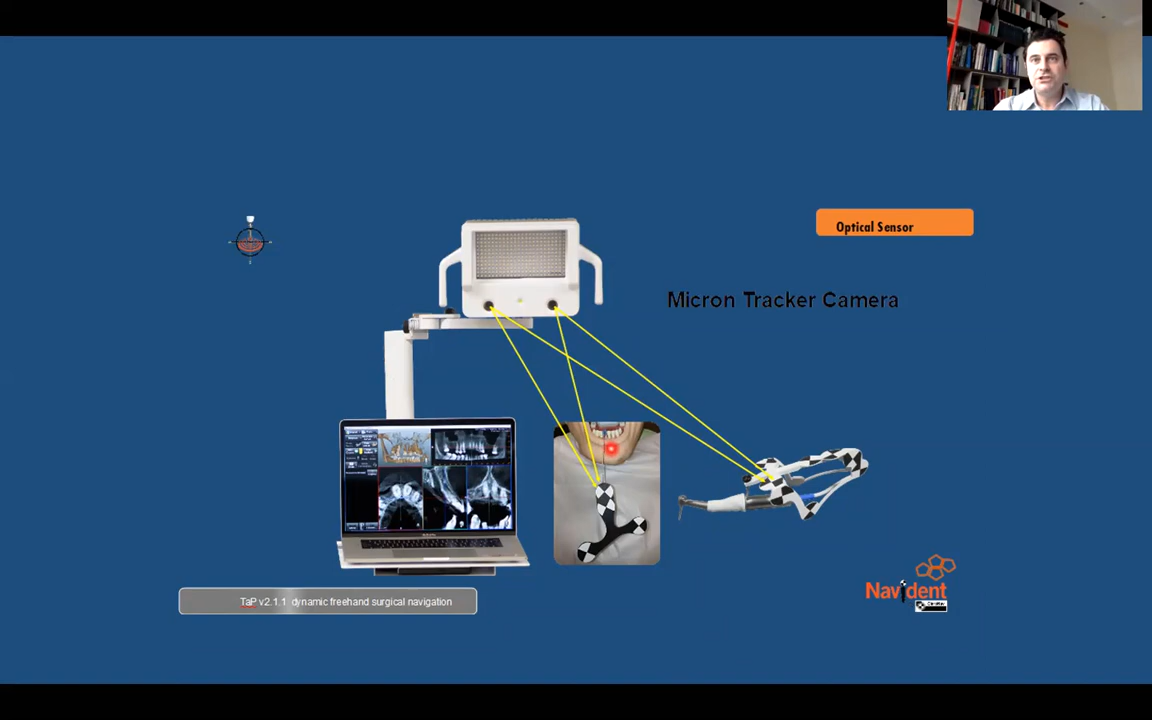 Optical Sensor
Micron Tracker Camera
TaP v2.1.1 dynamic freehand surgical navigation
Navident